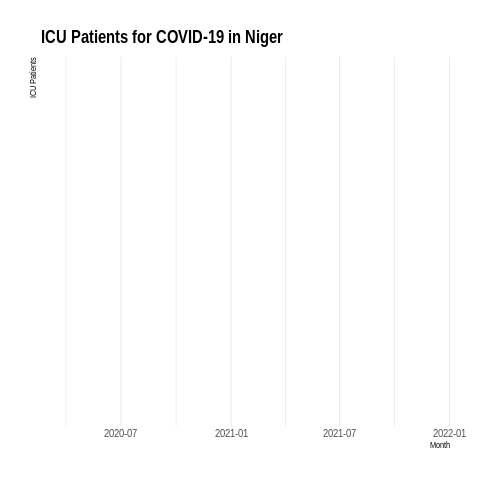 ICU Patients for COVID-19 in Niger
ICU Patients
2020-07
2021-01
2021-07
2022-01
Month